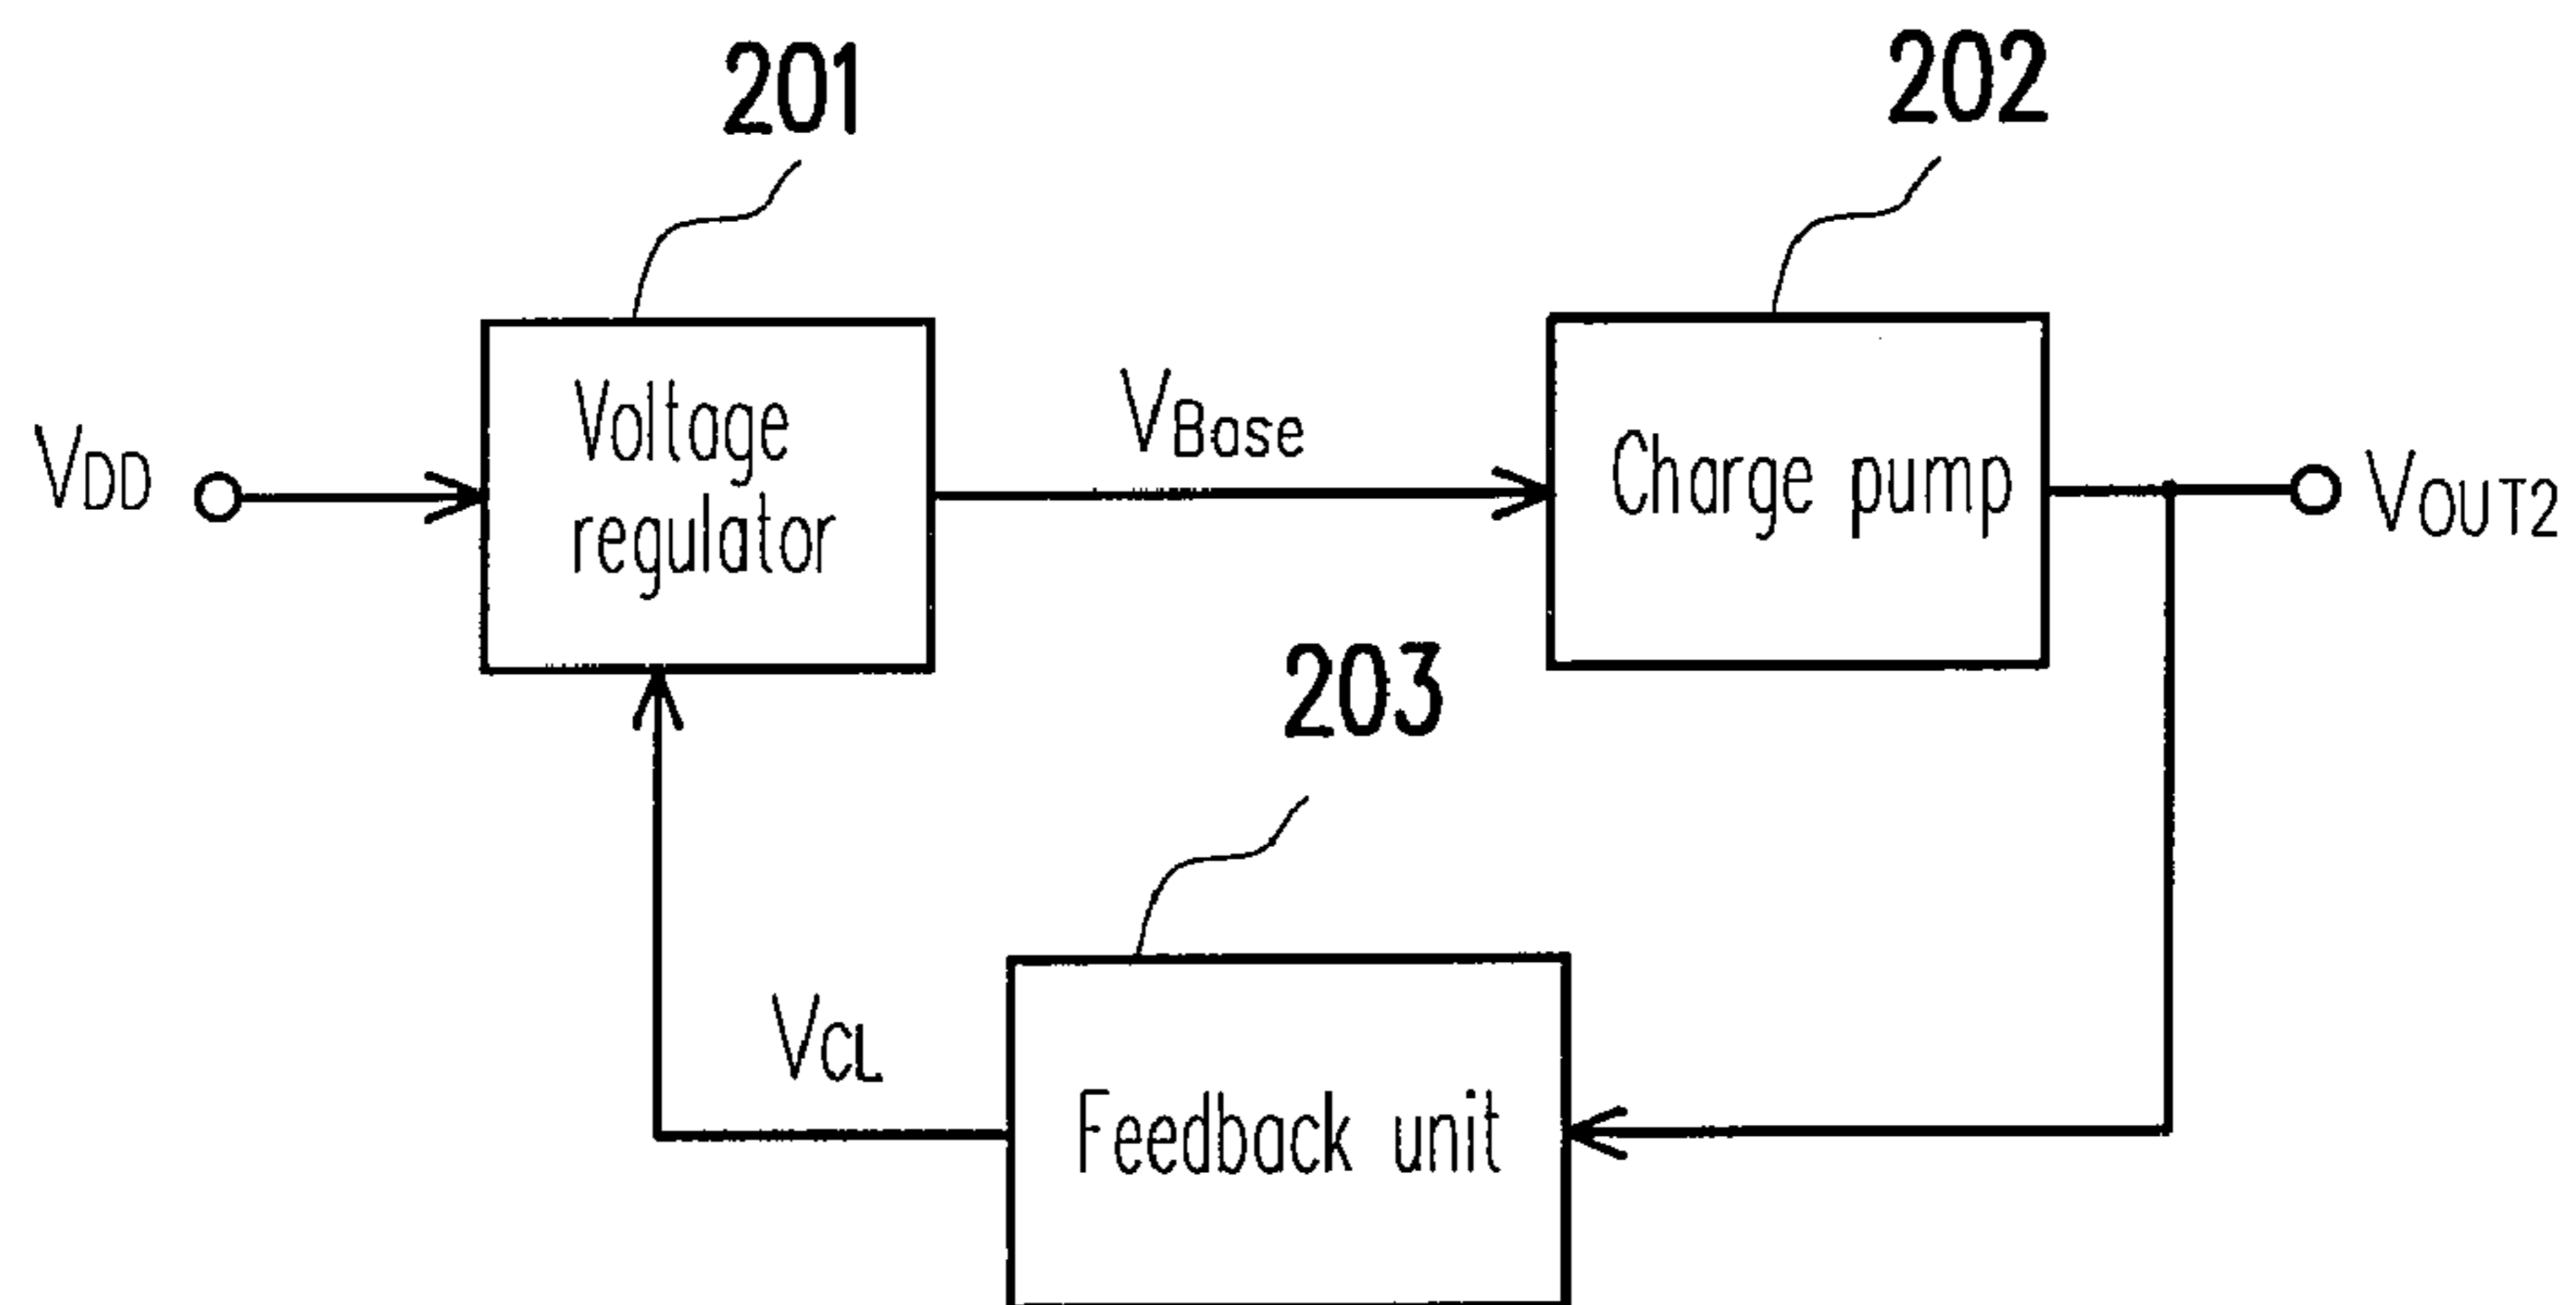 201
202
VDD
Voltage
regulator
VBase
Charge pump
VOUT2
203
VCL
Feedback unit